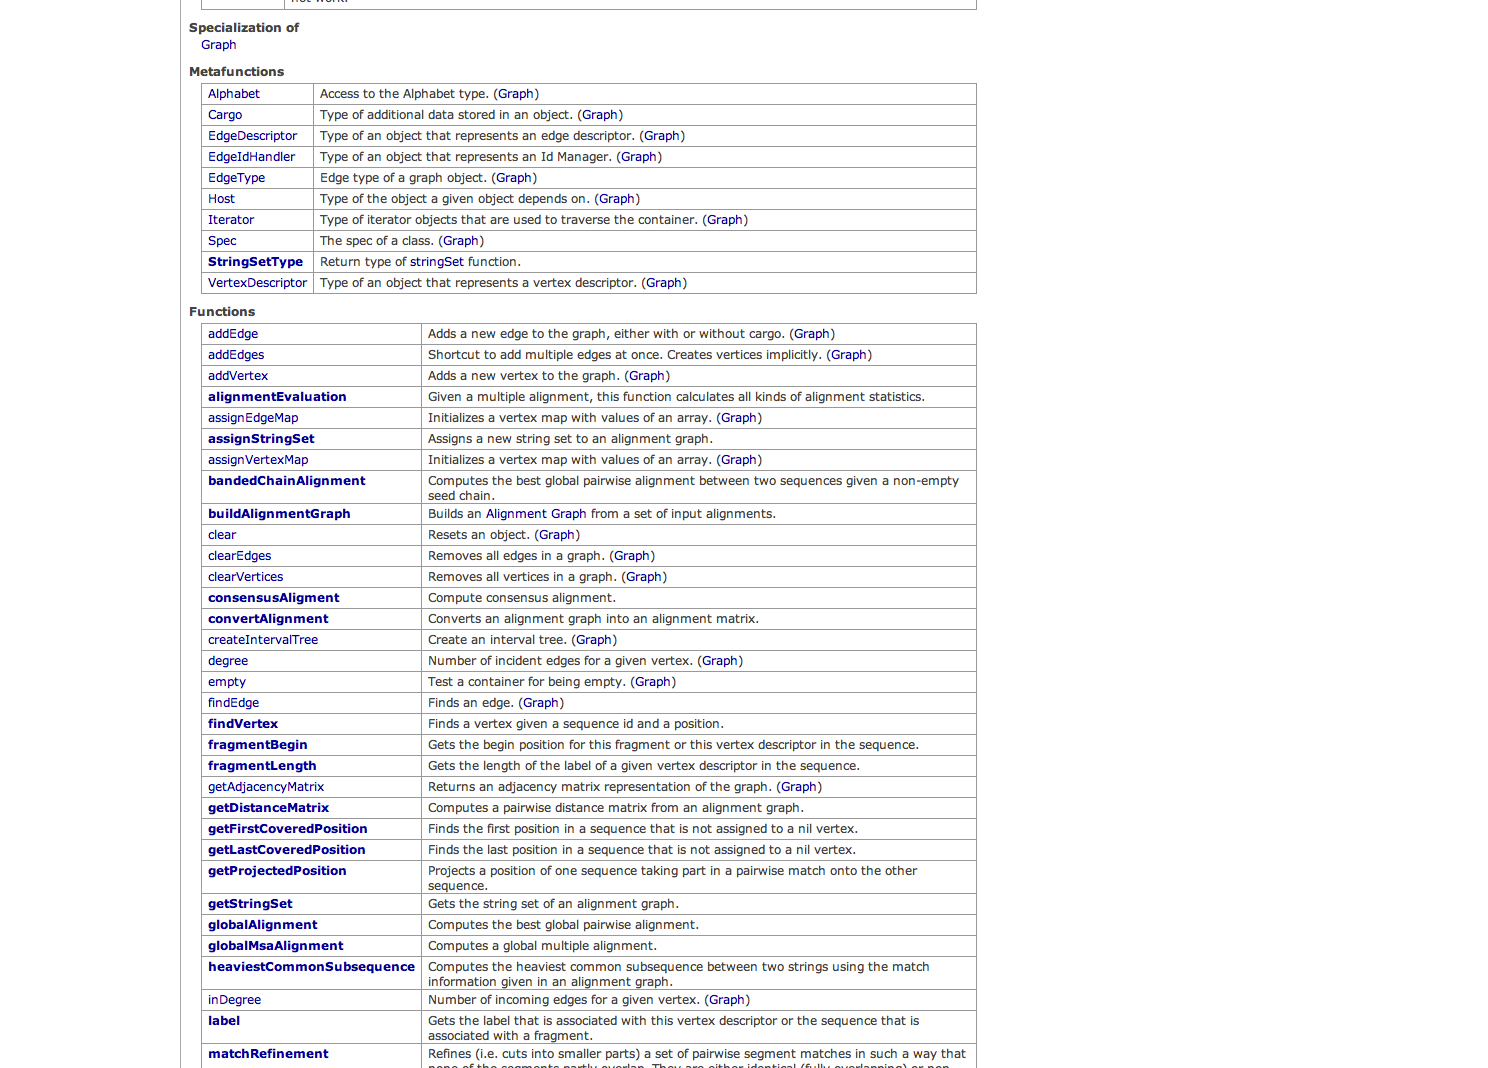 not work.
Specialization of
Graph
Metafunctions
Alphabet Access to the Alphabet type. (Graph)
Cargo Type of additional data stored in an object. (Graph)
EdgeDescriptor Type of an object that represents an edge descriptor. (Graph)
EdgeIdHandler Type of an object that represents an Id Manager. (Graph)
EdgeType Edge type of a graph object. (Graph)
Host Type of the object a given object depends on. (Graph)
Iterator Type of iterator objects that are used to traverse the container. (Graph)
Spec The spec of a class. (Graph)
StringSetType Return type of stringSet function.
VertexDescriptor Type of an object that represents a vertex descriptor. (Graph)
Functions
addEdge Adds a new edge to the graph, either with or without cargo. (Graph)
addEdges Shortcut to add multiple edges at once. Creates vertices implicitly. (Graph)
addVertex Adds a new vertex to the graph. (Graph)
alignmentEvaluation Given a multiple alignment, this function calculates all kinds of alignment statistics.
assignEdgeMap Initializes a vertex map with values of an array. (Graph)
assignStringSet Assigns a new string set to an alignment graph.
assignVertexMap Initializes a vertex map with values of an array. (Graph)
bandedChainAlignment Computes the best global pairwise alignment between two sequences given a non-empty
seed chain.
buildAlignmentGraph Builds an Alignment Graph from a set of input alignments.
clear Resets an object. (Graph)
clearEdges Removes all edges in a graph. (Graph)
clearVertices Removes all vertices in a graph. (Graph)
consensusAligment Compute consensus alignment.
convertAlignment Converts an alignment graph into an alignment matrix.
createIntervalTree Create an interval tree. (Graph)
degree Number of incident edges for a given vertex. (Graph)
empty Test a container for being empty. (Graph)
findEdge Finds an edge. (Graph)
findVertex Finds a vertex given a sequence id and a position.
fragmentBegin Gets the begin position for this fragment or this vertex descriptor in the sequence.
fragmentLength Gets the length of the label of a given vertex descriptor in the sequence.
getAdjacencyMatrix Returns an adjacency matrix representation of the graph. (Graph)
getDistanceMatrix Computes a pairwise distance matrix from an alignment graph.
getFirstCoveredPosition Finds the first position in a sequence that is not assigned to a nil vertex.
getLastCoveredPosition Finds the last position in a sequence that is not assigned to a nil vertex.
getProjectedPosition Projects a position of one sequence taking part in a pairwise match onto the other
sequence.
getStringSet Gets the string set of an alignment graph.
globalAlignment Computes the best global pairwise alignment.
globalMsaAlignment Computes a global multiple alignment.
heaviestCommonSubsequence Computes the heaviest common subsequence between two strings using the match
information given in an alignment graph.
inDegree Number of incoming edges for a given vertex. (Graph)
label Gets the label that is associated with this vertex descriptor or the sequence that is
associated with a fragment.
matchRefinement Refines (i.e. cuts into smaller parts) a set of pairwise segment matches in such a way that
none of the segments partly overlap. They are either identical (fully overlapping) or non-